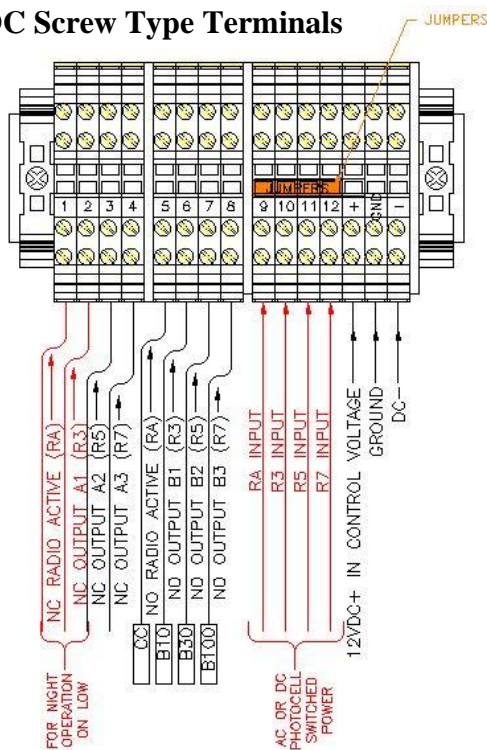 DC Screw Type Terminals
JUMPERS
JUMPERS
1 2 3 4 5 6 7 8 9 10 11 12 + GND -
NC RADIO ACTIVE (RA)
NC OUTPUT A1 (R3)
NC OUTPUT A2 (R5)
NC OUTPUT A3 (R7)
NO RADIO ACTIVE (RA)
NO OUTPUT B1 (R3)
NO OUTPUT B2 (R5)
NO OUTPUT B3 (R7)
RA INPUT
R3 INPUT
R5 INPUT
R7 INPUT
12VDC+ IN CONTROL VOLTAGE
GROUND
DC-
CC
B10
B30
B100
FOR NIGHT
OPERATION
ON LOW
AC OR DC
PHOTOCELL
SWITCHED
POWER